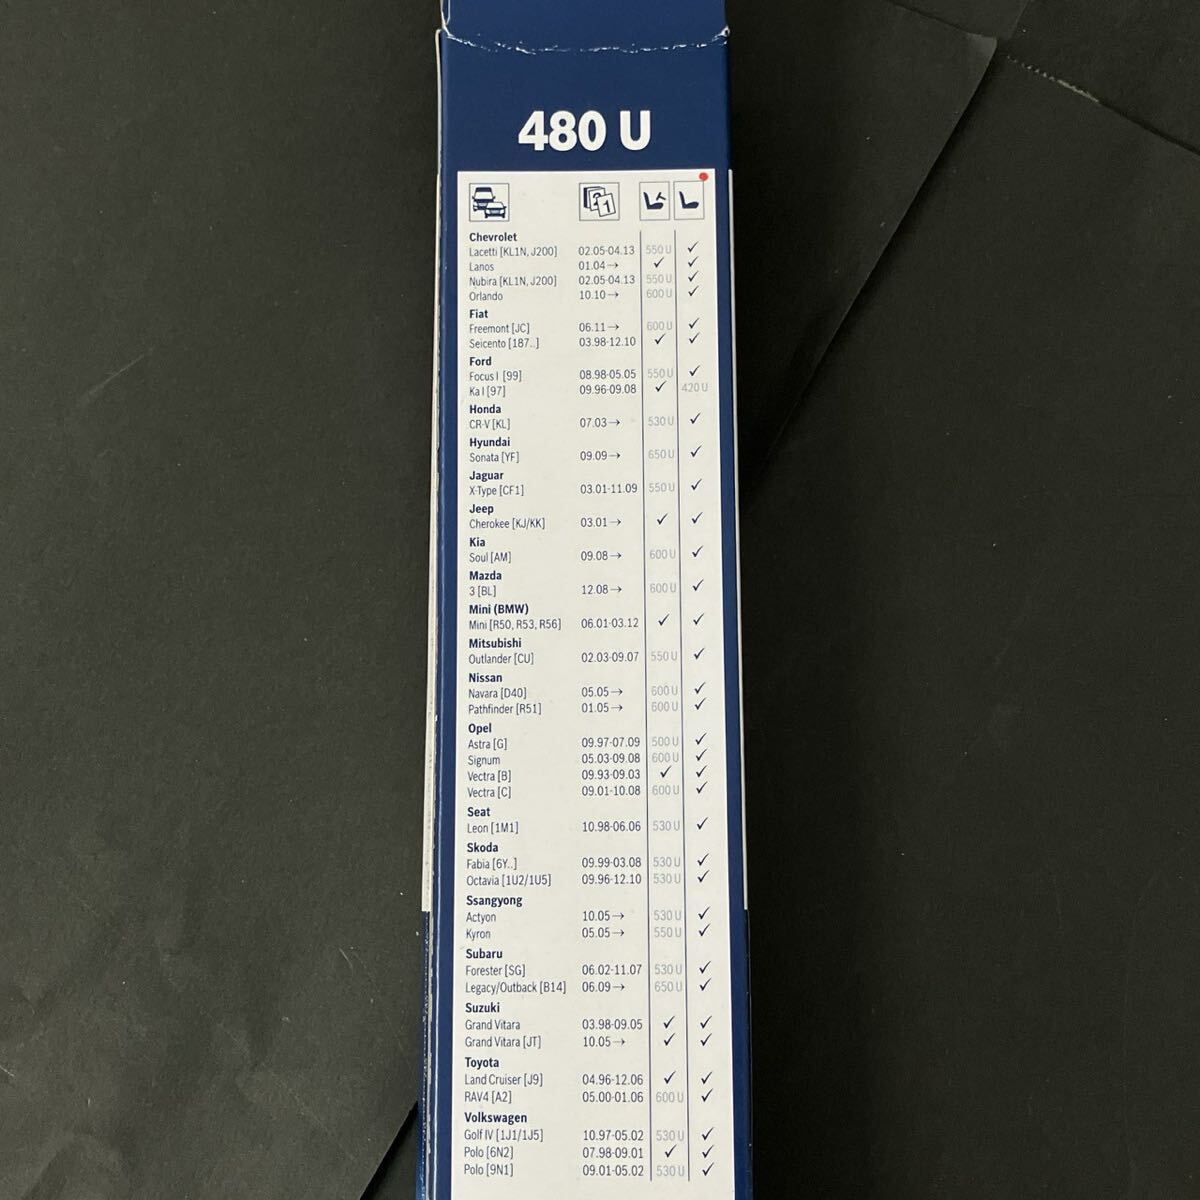 480 U
2 1
Chevrolet
Lacetti [KL1N, J200] 02.05-04.13 550 U ✓
Lanos 01.04→ ✓ ✓
Nubira [KL1N, J200] 02.05-04.13 550 U ✓
Orlando 10.10→ 600 U ✓
Fiat
Freemont [JC] 06.11→ 600 U ✓
Seicento [187..] 03.98-12.10 ✓ ✓
Ford
Focus I [99] 08.98-05.05 550 U ✓
Ka I [97] 09.96-09.08 ✓ 420 U
Honda
CR-V [KL] 07.03→ 530 U ✓
Hyundai
Sonata [YF] 09.09→ 650 U ✓
Jaguar
X-Type [CF1] 03.01-11.09 550 U ✓
Jeep
Cherokee [KJ/KK] 03.01→ ✓ ✓
Kia
Soul [AM] 09.08→ 600 U ✓
Mazda
3 [BL] 12.08→ 600 U ✓
Mini (BMW)
Mini [R50, R53, R56] 06.01-03.12 ✓ ✓
Mitsubishi
Outlander [CU] 02.03-09.07 550 U ✓
Nissan
Navara [D40] 05.05→ 600 U ✓
Pathfinder [R51] 01.05→ 600 U ✓
Opel
Astra [G] 09.97-07.09 500 U ✓
Signum 05.03-09.08 600 U ✓
Vectra [B] 09.93-09.03 ✓ ✓
Vectra [C] 09.01-10.08 600 U ✓
Seat
Leon [1M1] 10.98-06.06 530 U ✓
Skoda
Fabia [6Y..] 09.99-03.08 530 U ✓
Octavia [1U2/1U5] 09.96-12.10 530 U ✓
Ssangyong
Actyon 10.05→ 530 U ✓
Kyron 05.05→ 550 U ✓
Subaru
Forester [SG] 06.02-11.07 530 U ✓
Legacy/Outback [B14] 06.09→ 650 U ✓
Suzuki
Grand Vitara 03.98-09.05 ✓ ✓
Grand Vitara [JT] 10.05→ ✓ ✓
Toyota
Land Cruiser [J9] 04.96-12.06 ✓ ✓
RAV4 [A2] 05.00-01.06 600 U ✓
Volkswagen
Golf IV [1J1/1J5] 10.97-05.02 530 U ✓
Polo [6N2] 07.98-09.01 ✓ ✓
Polo [9N1] 09.01-05.02 530 U ✓